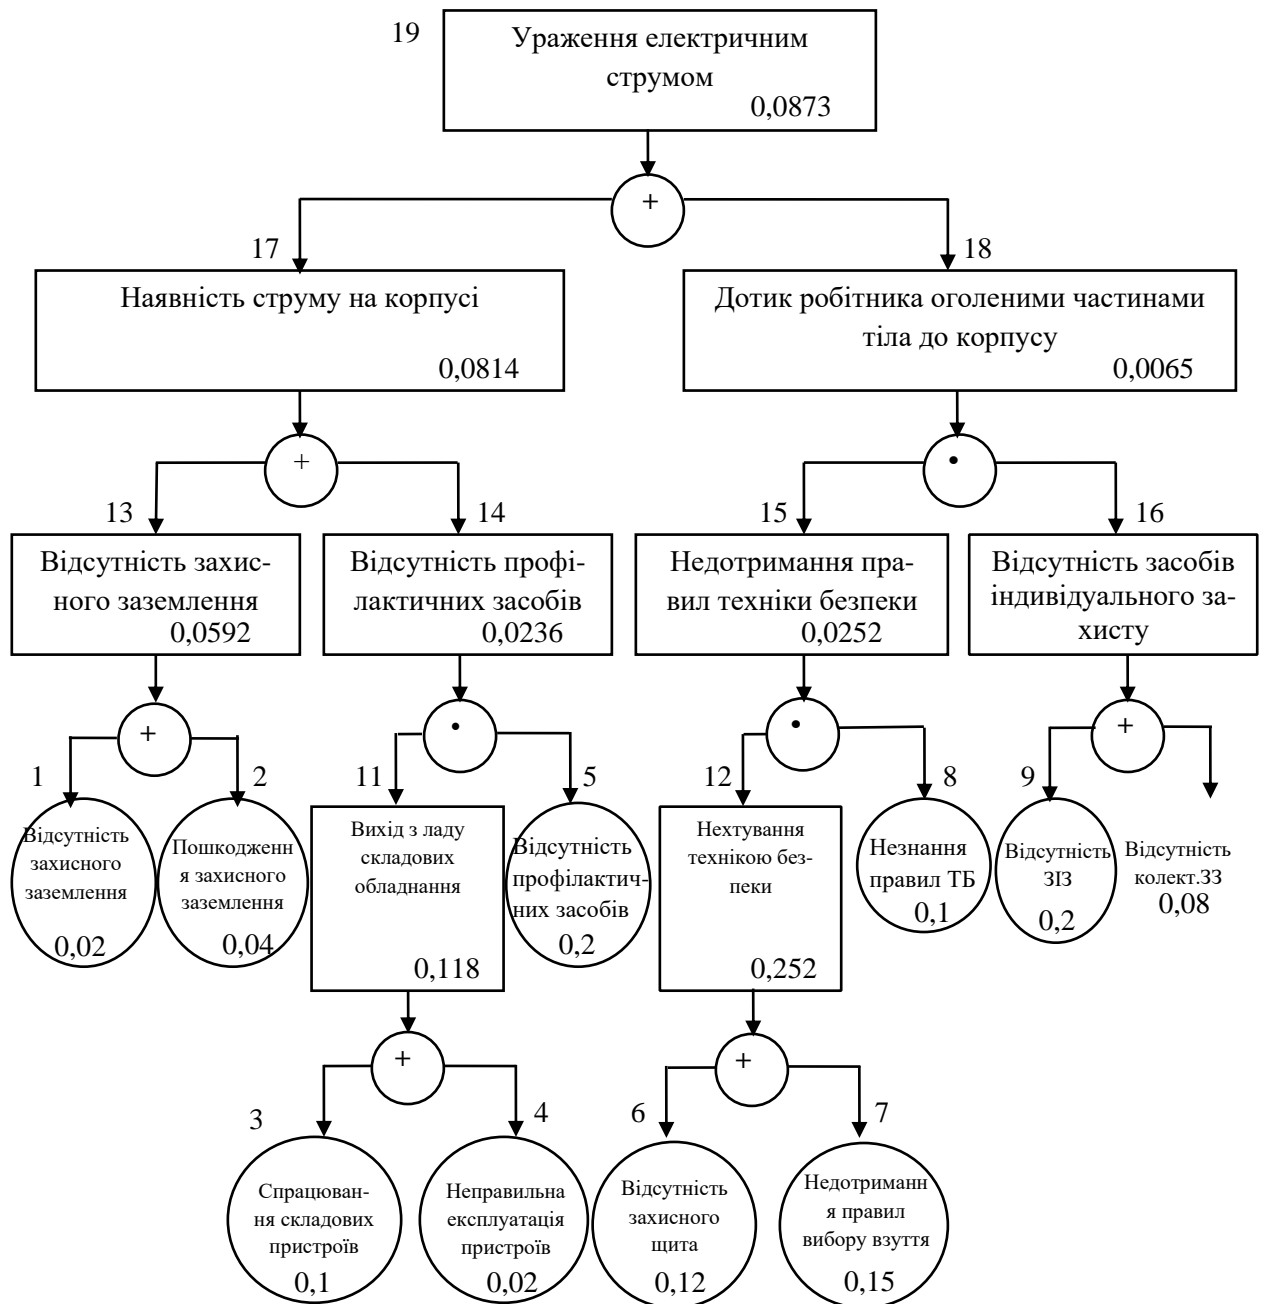 19
Ураження електричним
струмом
0,0873
+
17
18
Наявність струму на корпусі
0,0814
Дотик робітника оголеними частинами
тіла до корпусу
0,0065
+
•
13
14
15
16
Відсутність захис-
ного заземлення
0,0592
Відсутність профі-
лактичних засобів
0,0236
Недотримання пра-
вил техніки безпеки
0,0252
Відсутність засобів
індивідуального за-
хисту
+
•
•
+
1
2
11
5
12
8
9
Відсутність
захисного
заземлення
0,02
Пошкодженн
я захисного
заземлення
0,04
Вихід з ладу
складових
обладнання
0,118
Відсутність
профілактич-
них засобів
0,2
Нехтування
технікою без-
пеки
0,252
Незнання
правил ТБ
0,1
Відсутність
ЗІЗ
0,2
Відсутність
колект.ЗЗ
0,08
+
+
3
4
6
7
Спрацюван-
ня складових
пристроїв
0,1
Неправильна
експлуатація
пристроїв
0,02
Відсутність
захисного
щита
0,12
Недотриманн
я правил
вибору взуття
0,15